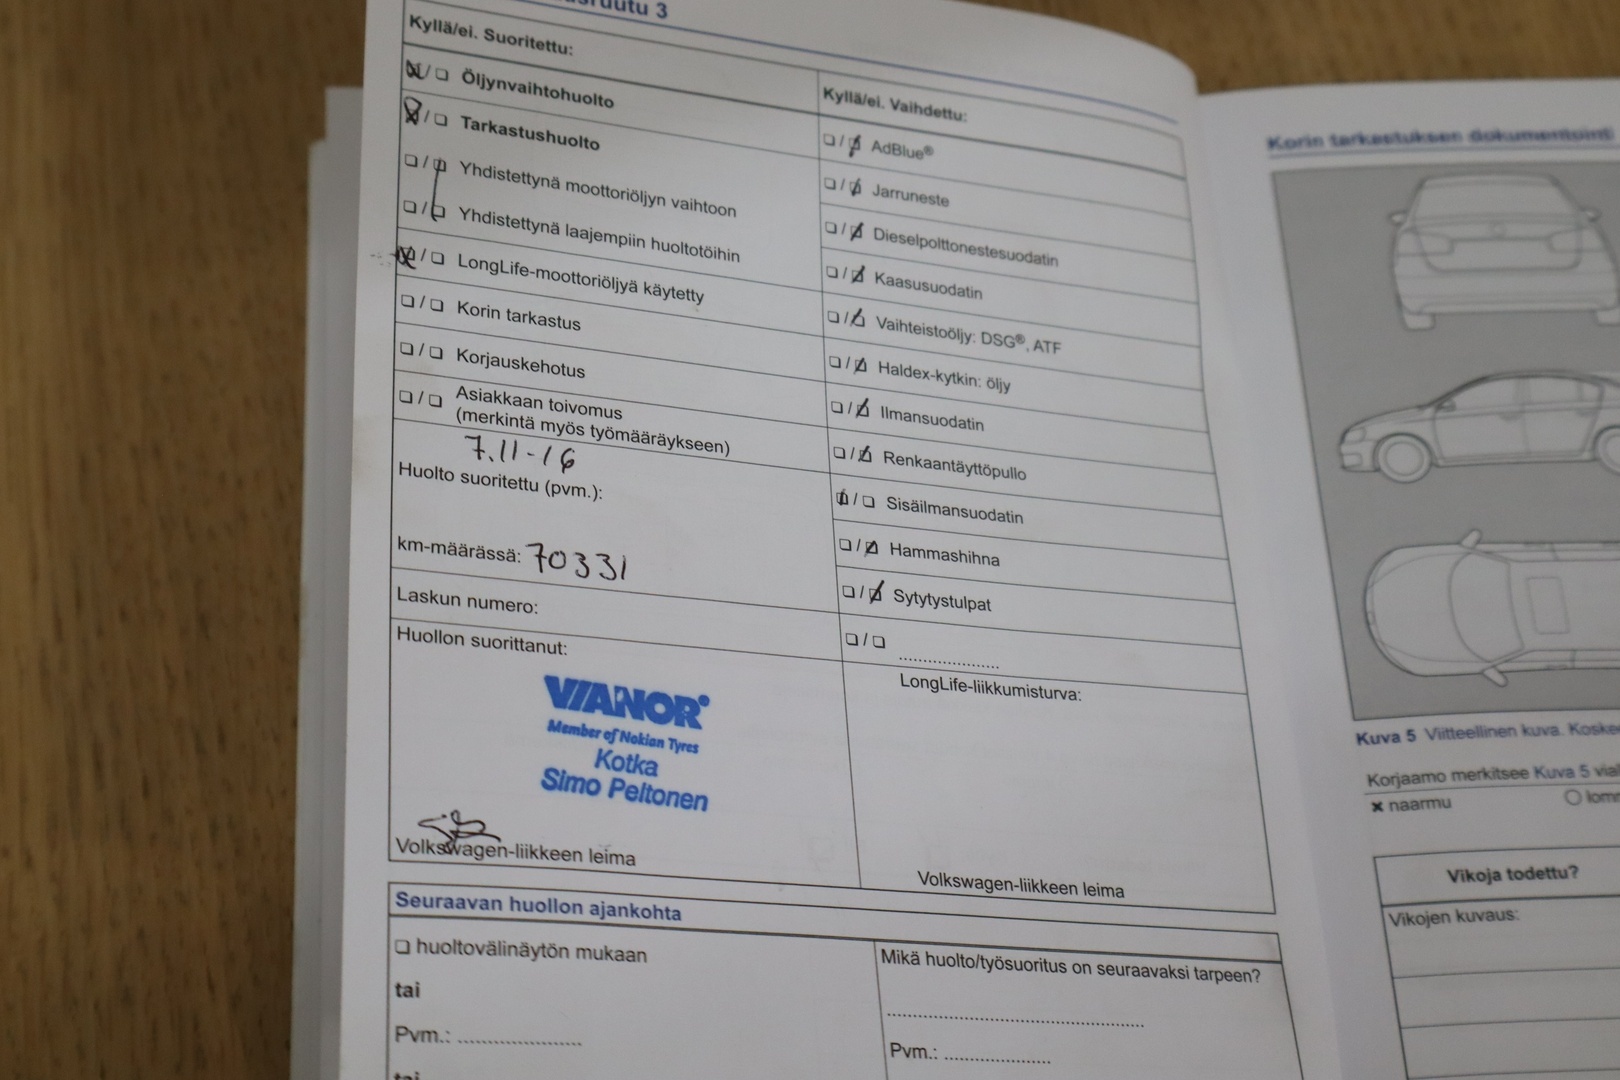 ruutu 3
Kyllä/ei. Suoritettu:
Öljynvaihtohuolto
Tarkastushuolto
Yhdistettynä moottoriöljyn vaihtoon
Yhdistettynä laajempiin huoltotöihin
LongLife-moottoriöljyä käytetty
Korin tarkastus
Korjauskehotus
Asiakkaan toivomus
(merkintä myös työmääräykseen)
7.11-16
Huolto suoritettu (pvm.):
km-määrässä: 70331
Laskun numero:
Huollon suorittanut:
VIANOR
Member of Nokian Tyres
Kotka
Simo Peltonen
Volkswagen-liikkeen leima
Kyllä/ei. Vaihdettu:
AdBlue®
Jarruneste
Dieselpolttonestesuodatin
Kaasusuodatin
Vaihteistoöljy: DSG®, ATF
Haldex-kytkin: öljy
Ilmansuodatin
Renkaantäyttöpullo
Sisäilmansuodatin
Hammashihna
Sytytystulpat
LongLife-liikkumisturva:
Volkswagen-liikkeen leima
Seuraavan huollon ajankohta
huoltovälinäytön mukaan
tai
Pvm.:
tai
Mikä huolto/työsuoritus on seuraavaksi tarpeen?
Pvm.:
Korin tarkastuksen dokumentointi
Kuva 5 Viitteellinen kuva. Koske
Korjaamo merkitsee Kuva 5 vial
x naarmu
lomm
Vikoja todettu?
Vikojen kuvaus: